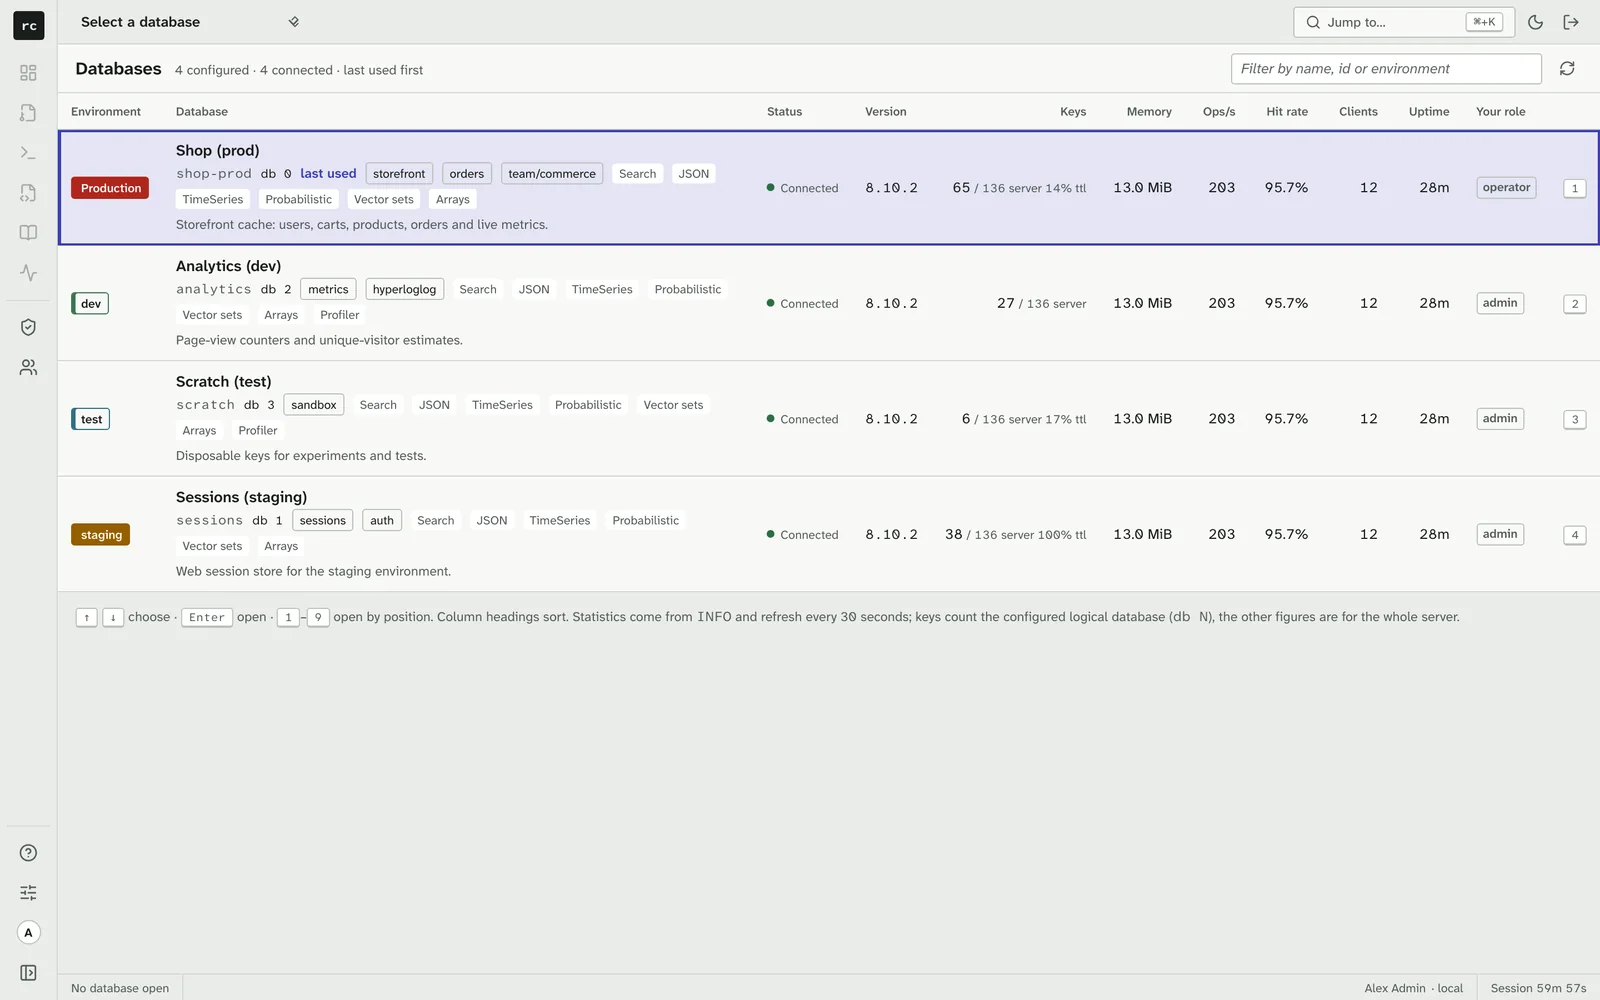 rc
Select a database
Jump to... ⌘+K
Databases 4 configured · 4 connected · last used first
Filter by name, id or environment
Environment Database Status Version Keys Memory Ops/s Hit rate Clients Uptime Your role
Shop (prod)
Production shop-prod db 0 last used storefront orders team/commerce Search JSON
TimeSeries Probabilistic Vector sets Arrays
Connected 8.10.2 65 / 136 server 14% ttl 13.0 MiB 203 95.7% 12 28m operator 1
Storefront cache: users, carts, products, orders and live metrics.
Analytics (dev)
dev analytics db 2 metrics hyperloglog Search JSON TimeSeries Probabilistic
Vector sets Arrays Profiler
Connected 8.10.2 27 / 136 server 13.0 MiB 203 95.7% 12 28m admin 2
Page-view counters and unique-visitor estimates.
Scratch (test)
test scratch db 3 sandbox Search JSON TimeSeries Probabilistic Vector sets
Arrays Profiler
Connected 8.10.2 6 / 136 server 17% ttl 13.0 MiB 203 95.7% 12 28m admin 3
Disposable keys for experiments and tests.
Sessions (staging)
staging sessions db 1 sessions auth Search JSON TimeSeries Probabilistic
Vector sets Arrays
Connected 8.10.2 38 / 136 server 100% ttl 13.0 MiB 203 95.7% 12 28m admin 4
Web session store for the staging environment.
↑ ↓ choose · Enter open · 1–9 open by position. Column headings sort. Statistics come from INFO and refresh every 30 seconds; keys count the configured logical database (db N), the other figures are for the whole server.
A
No database open
Alex Admin · local Session 59m 57s